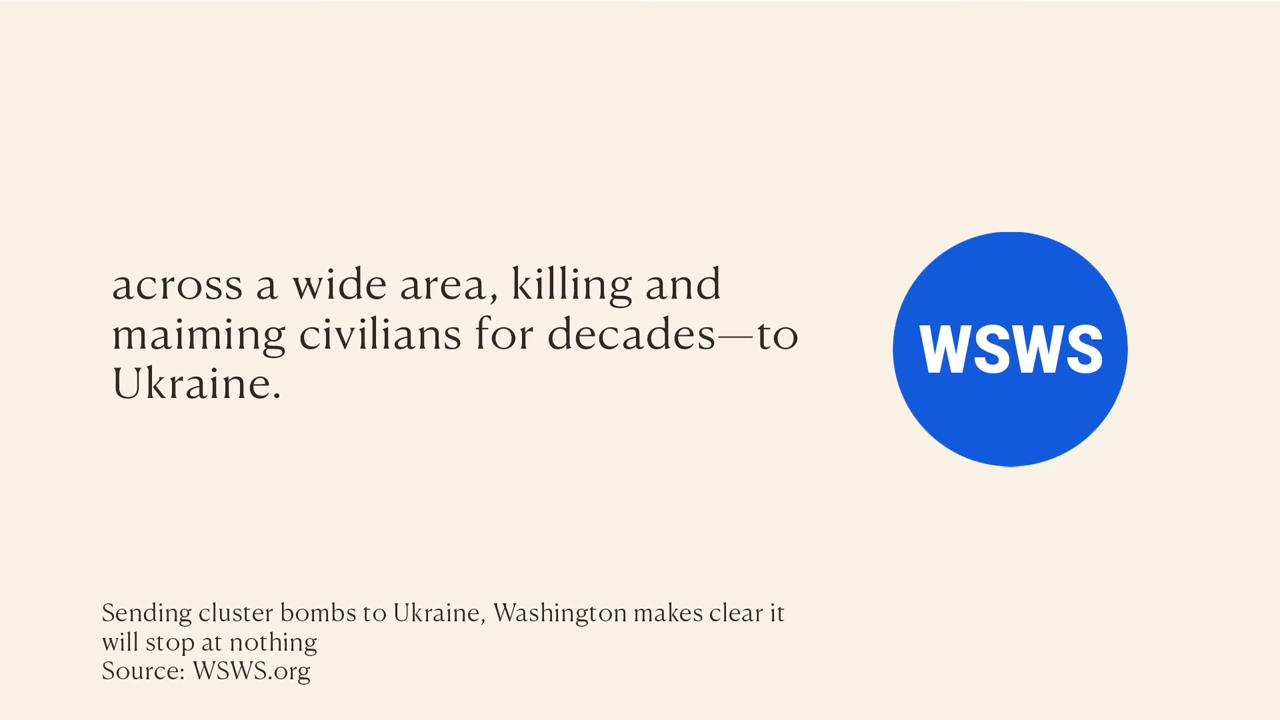 across a wide area, killing and
maiming civilians for decades—to
Ukraine.
WSWS
Sending cluster bombs to Ukraine, Washington makes clear it
will stop at nothing
Source: WSWS.org